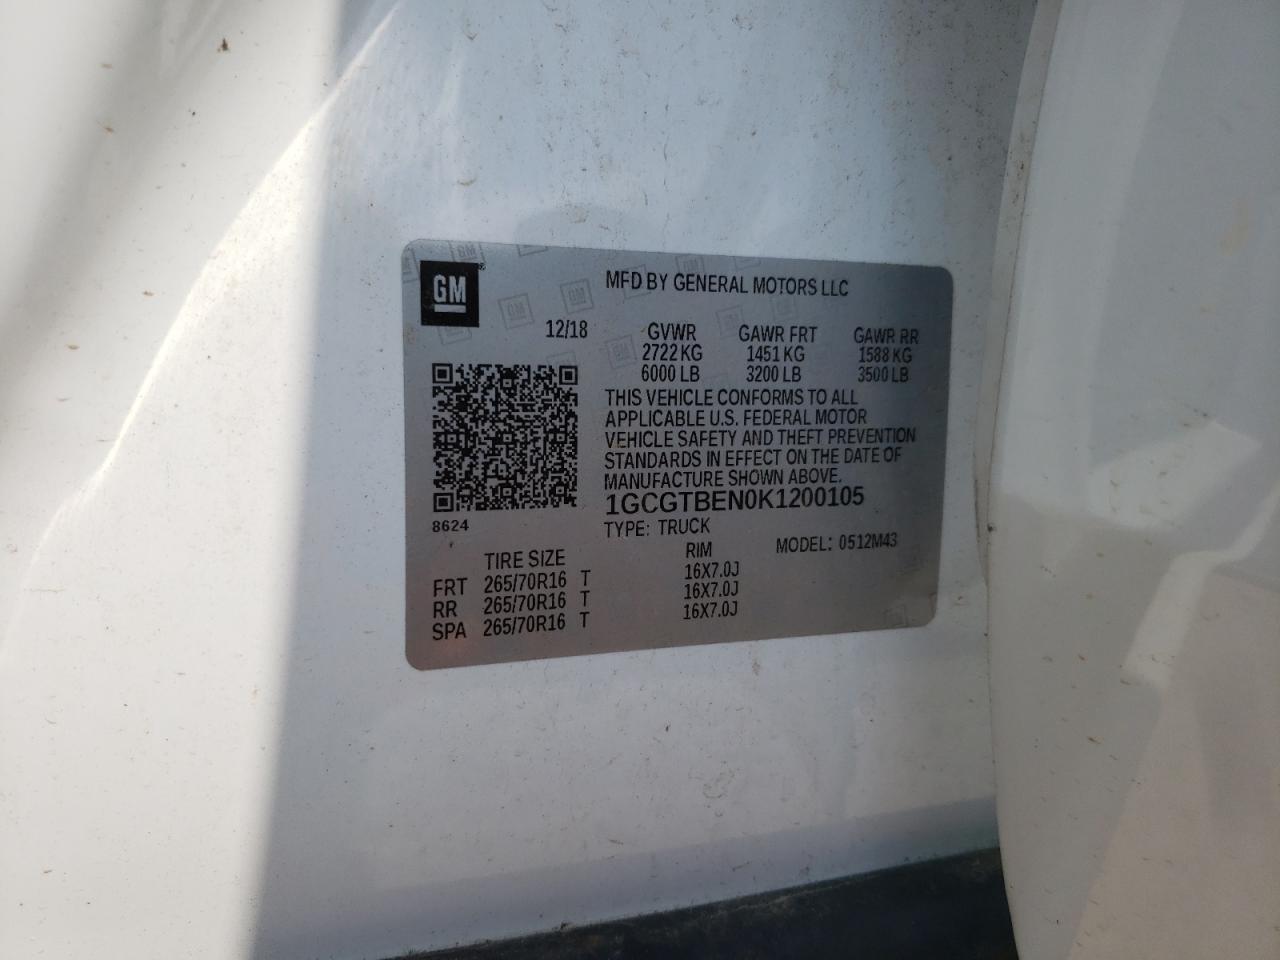 GM®
MFD BY GENERAL MOTORS LLC
12/18 GVWR GAWR FRT GAWR RR
2722 KG 1451 KG 1588 KG
6000 LB 3200 LB 3500 LB
THIS VEHICLE CONFORMS TO ALL
APPLICABLE U.S. FEDERAL MOTOR
VEHICLE SAFETY AND THEFT PREVENTION
STANDARDS IN EFFECT ON THE DATE OF
MANUFACTURE SHOWN ABOVE.
1GCGTBEN0K1200105
8624
TYPE: TRUCK
MODEL: 0512M43
TIRE SIZE RIM
FRT 265/70R16 T 16X7.0J
RR 265/70R16 T 16X7.0J
SPA 265/70R16 T 16X7.0J